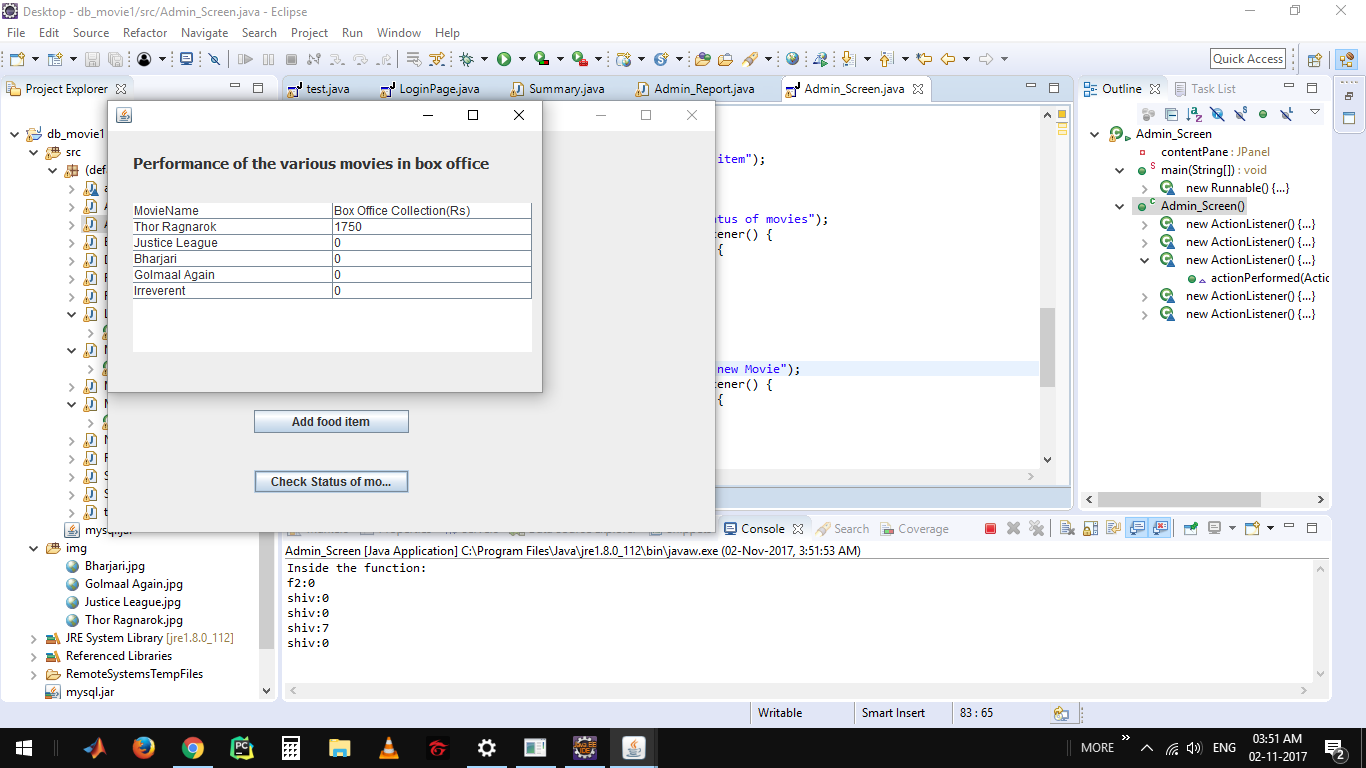 Desktop - db_movie1/src/Admin_Screen.java - Eclipse
File Edit Source Refactor Navigate Search Project Run Window Help
Quick Access
Project Explorer
test.java LoginPage.java Summary.java Admin_Report.java Admin_Screen.java
Outline Task List
db_movie1
src
(def
Performance of the various movies in box office
MovieName Box Office Collection(Rs)
Thor Ragnarok 1750
Justice League 0
Bharjari 0
Golmaal Again 0
Irreverent 0
Add food item
Check Status of mo...
item");
tatus of movies");
tener() {
{
new Movie");
tener() {
{
Admin_Screen
contentPane : JPanel
main(String[]) : void
new Runnable() {...}
Admin_Screen()
new ActionListener() {...}
new ActionListener() {...}
new ActionListener() {...}
actionPerformed(Actio
new ActionListener() {...}
new ActionListener() {...}
mysql.jar
img
Bharjari.jpg
Golmaal Again.jpg
Justice League.jpg
Thor Ragnarok.jpg
JRE System Library [jre1.8.0_112]
Referenced Libraries
RemoteSystemsTempFiles
mysql.jar
Console Search Coverage
Admin_Screen [Java Application] C:\Program Files\Java\jre1.8.0_112\bin\javaw.exe (02-Nov-2017, 3:51:53 AM)
Inside the function:
f2:0
shiv:0
shiv:0
shiv:7
shiv:0
Writable Smart Insert 83 : 65
MORE ENG 03:51 AM
02-11-2017
2